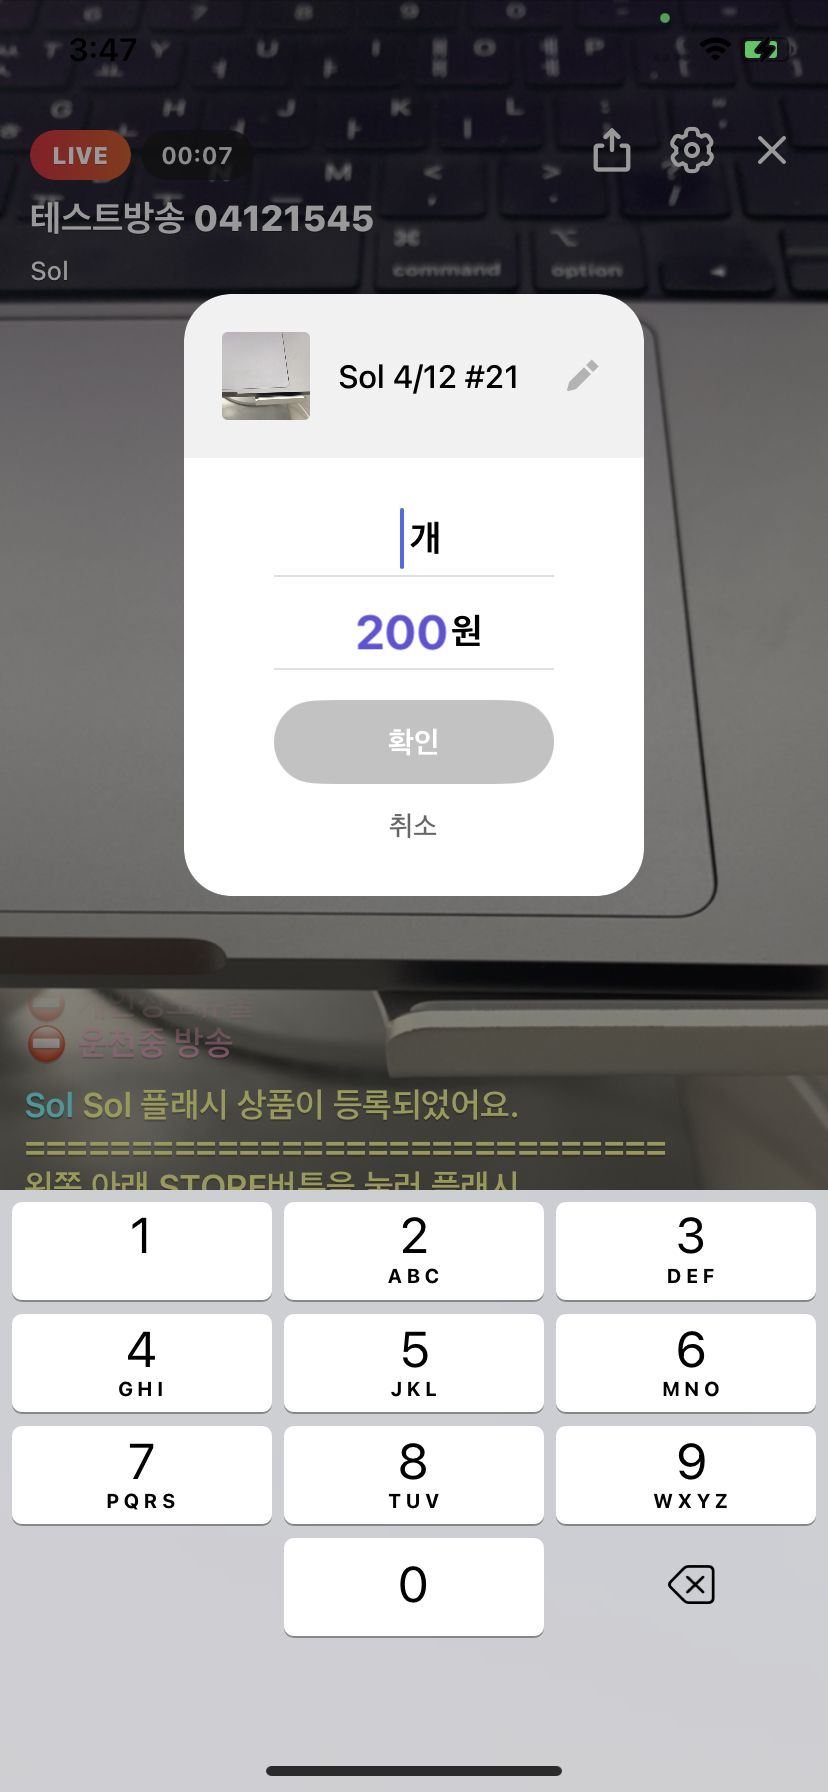 3:47
LIVE 00:07
테스트방송 04121545
Sol
command option
Sol 4/12 #21
개
200원
확인
취소
운전중 방송
Sol Sol 플래시 상품이 등록되었어요.
==============================
왼쪽 아래 STORE버튼을 눌러 플래시
1
2
ABC
3
DEF
4
GHI
5
JKL
6
MNO
7
PQRS
8
TUV
9
WXYZ
0